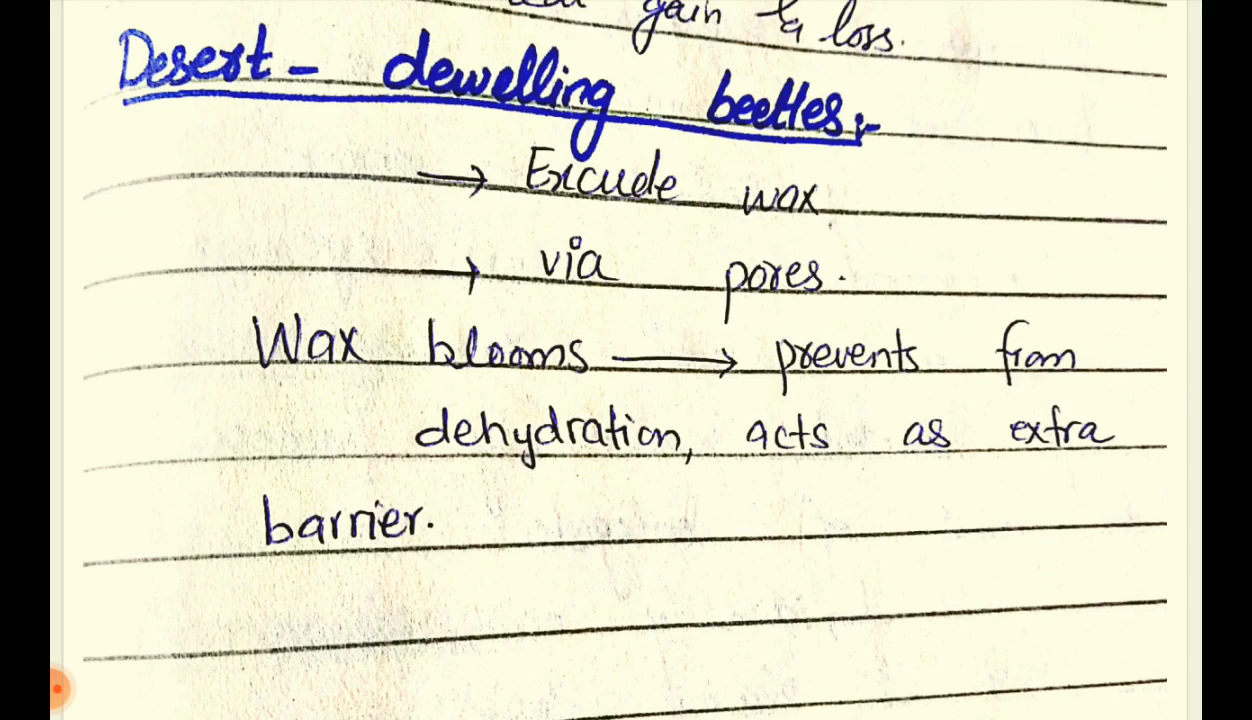 gain & loss.
Desert - dewelling beetles:-
→ Excude wax
→ via pores.
Wax blooms → prevents from
dehydration, acts as extra
barrier.